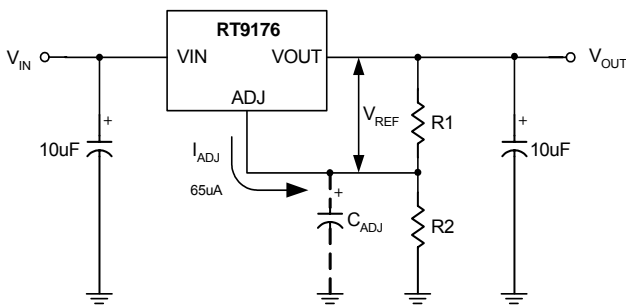 RT9176
VIN
VIN
VOUT
VOUT
ADJ
VREF
R1
10uF
IADJ
65uA
+
+
+
10uF
CADJ
R2